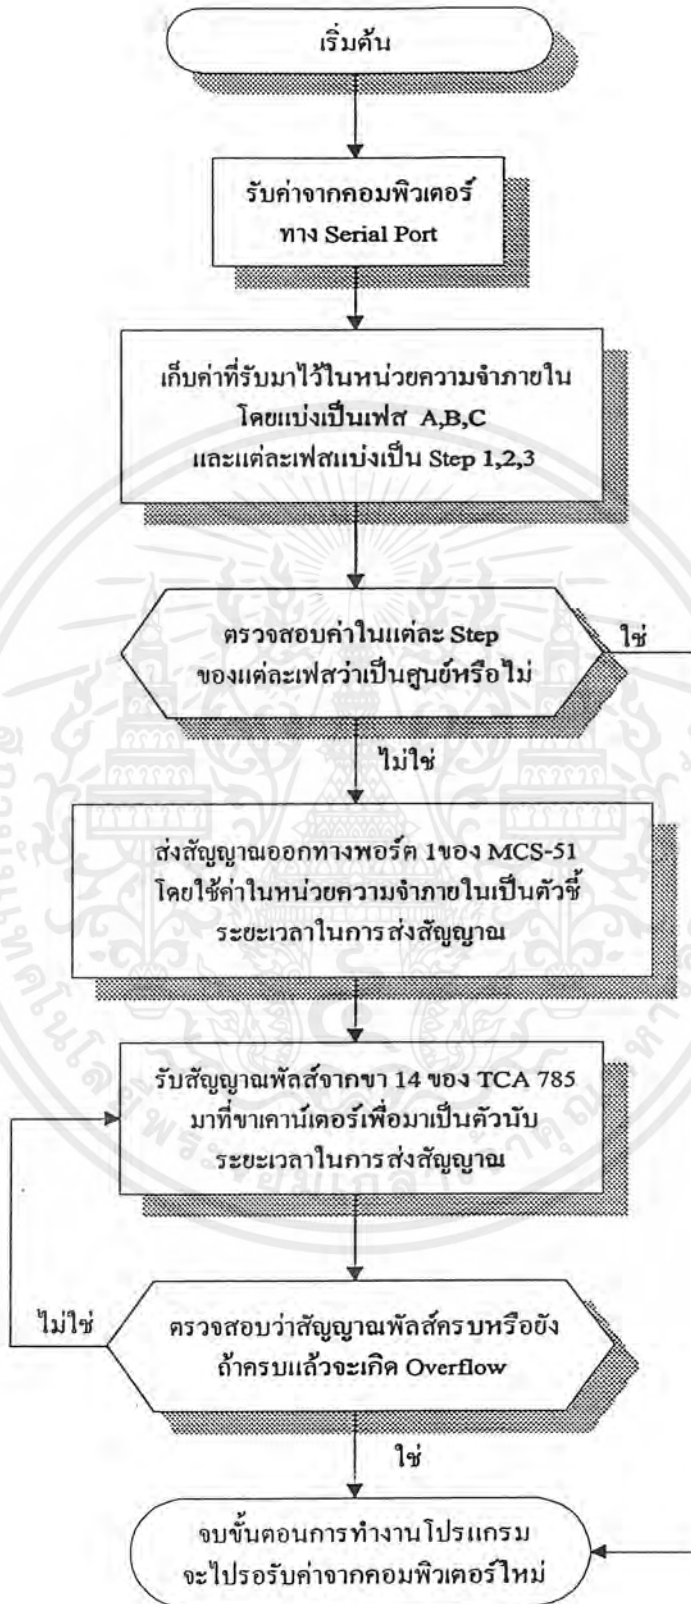 เริ่มต้น
รับค่าจากคอมพิวเตอร์
ทาง Serial Port
เก็บค่าที่รับมาไว้ในหน่วยความจำภายใน
โดยแบ่งเป็นเฟส A,B,C
และแต่ละเฟสแบ่งเป็น Step 1,2,3
ตรวจสอบค่าในแต่ละ Step
ของแต่ละเฟสว่าเป็นศูนย์หรือไม่
ใช่
ไม่ใช่
ส่งสัญญาณออกทางพอร์ต 1ของ MCS-51
โดยใช้ค่าในหน่วยความจำภายในเป็นตัวชี้
ระยะเวลาในการส่งสัญญาณ
รับสัญญาณพัลส์จากขา 14 ของ TCA 785
มาที่ขาเคาน์เตอร์เพื่อมาเป็นตัวนับ
ระยะเวลาในการส่งสัญญาณ
ไม่ใช่
ตรวจสอบว่าสัญญาณพัลส์ครบหรือยัง
ถ้าครบแล้วจะเกิด Overflow
ใช่
จบขั้นตอนการทำงานโปรแกรม
จะไปรอรับค่าจากคอมพิวเตอร์ใหม่